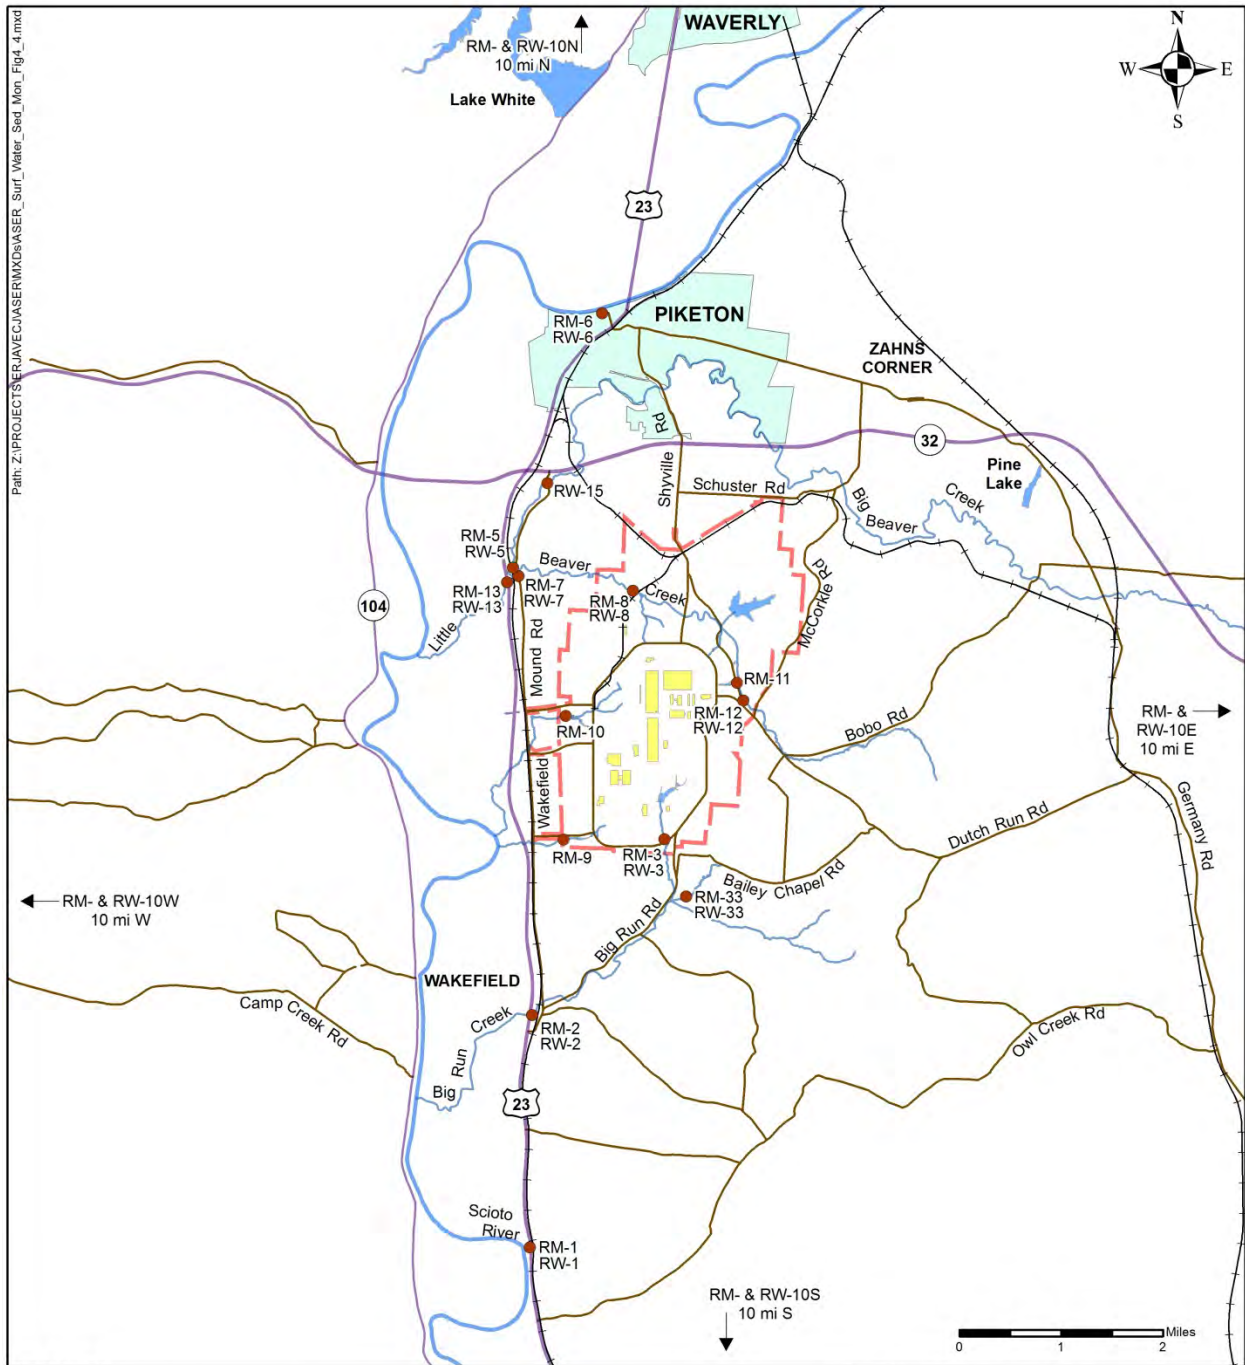 Path: Z:\PROJECTS\ERJAVECJ\ASER\MXDs\ASER_Surf_Water_Sed_Mon_Fig4_4.mxd
WAVERLY
N
W
E
S
RM- & RW-10N
10 mi N
Lake White
23
PIKETON
RM-6
RW-6
ZAHNS
CORNER
32
Pine
Lake
Shyville
Rd
Schuster Rd
RW-15
Big
Beaver
Creek
RM-5
RW-5
Beaver
Creek
RM-13
RW-13
RM-7
RW-7
RM-8
RW-8
McCorkle Rd
104
Little
Mound Rd
RM-11
RM-12
RW-12
RM-10
Bobo Rd
RM- &
RW-10E
10 mi E
Wakefield
Germany Rd
Dutch Run Rd
RM-9
RM-3
RW-3
Bailey Chapel Rd
RM- & RW-10W
10 mi W
RM-33
RW-33
Big Run Rd
WAKEFIELD
Camp Creek Rd
Creek
RM-2
RW-2
Owl Creek Rd
Run
Big
23
Scioto
River
RM-1
RW-1
RM- & RW-10S
10 mi S
Miles
0
1
2